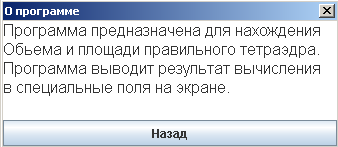 О программе
Программа предназначена для нахождения
Обьема и площади правильного тетраэдра.
Программа выводит результат вычисления
в специальные поля на экране.
Назад